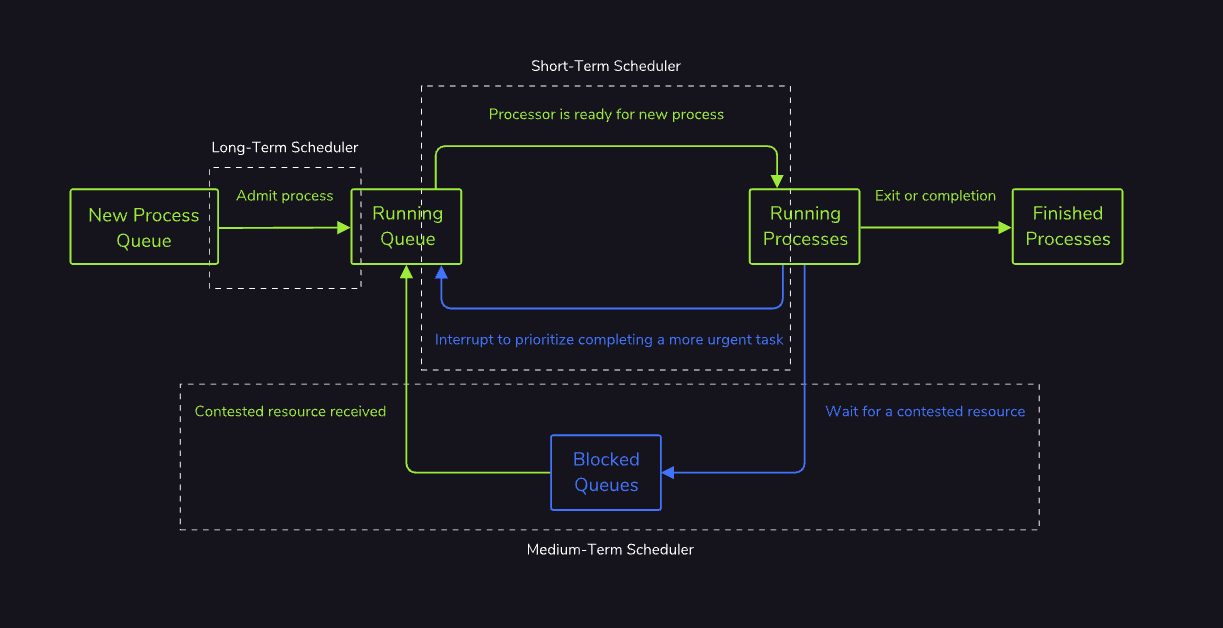 Short-Term Scheduler
Processor is ready for new process
Long-Term Scheduler
Admit process
New Process
Queue
Running
Queue
Running
Processes
Exit or completion
Finished
Processes
Interrupt to prioritize completing a more urgent task
Contested resource received
Wait for a contested resource
Blocked
Queues
Medium-Term Scheduler